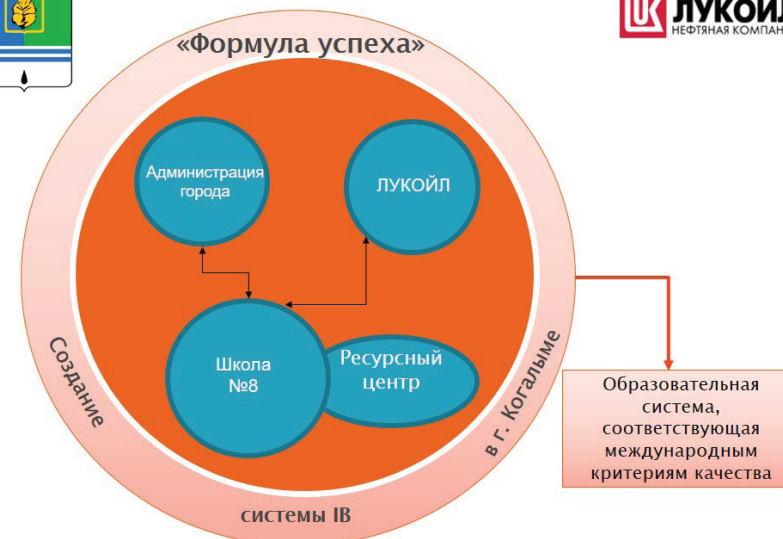 ЛУКОЙЛ
НЕФТЯНАЯ КОМПАНИЯ
«Формула успеха»
Администрация
города
ЛУКОЙЛ
Школа
№8
Ресурсный
центр
Создание
системы IB
в г. Когалыме
Образовательная
система,
соответствующая
международным
критериям качества